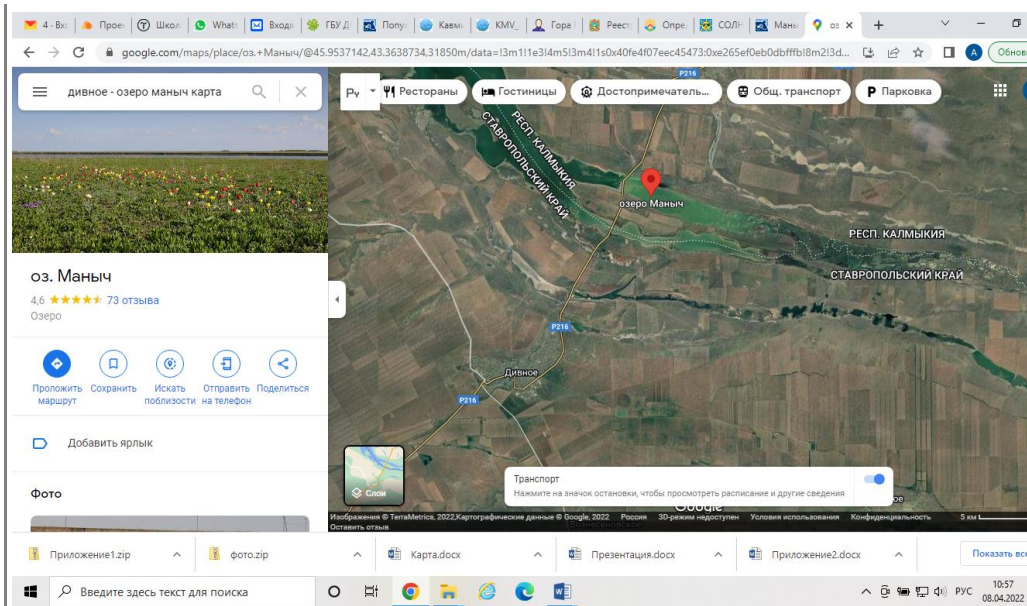 4 - Вхс
Прое
Школ
Whats
Входя
ГБУ Д
Попу
Кавм
KMV_
Гора
Реест
Опре
СОЛН
Мань
оз
google.com/maps/place/оз.+Маныч/@45.9537142,43.3638734,31850m/data=!3m1!1e3!4m5!3m4!1s0x40fe4f07eec45473:0xe265ef0eb0dbfffb!8m2!3d...
А
Обнова
дивное - озеро маныч карта
Рестораны
Гостиницы
Достопримечатель...
Общ. транспорт
Парковка
оз. Маныч
4,6 73 отзыва
Озеро
Проложить маршрут
Сохранить
Искать поблизости
Отправить на телефон
Поделиться
Добавить ярлык
Фото
P216
РЕСП. КАЛМЫКИЯ
СТАВРОПОЛЬСКИЙ КРАЙ
озеро Маныч
РЕСП. КАЛМЫКИЯ
СТАВРОПОЛЬСКИЙ КРАЙ
P216
Дивное
P216
Слои
Транспорт
Нажмите на значок остановки, чтобы просмотреть расписание и другие сведения
Google
Изображения © TerraMetrics, 2022,Картографические данные © Google, 2022 Россия 3D-режим недоступен Условия использования Конфиденциальность 5 км
Оставить отзыв
Приложение1.zip
фото.zip
Карта.docx
Презентация.docx
Приложение2.docx
Показать все
Введите здесь текст для поиска
РУС
10:57
08.04.2022